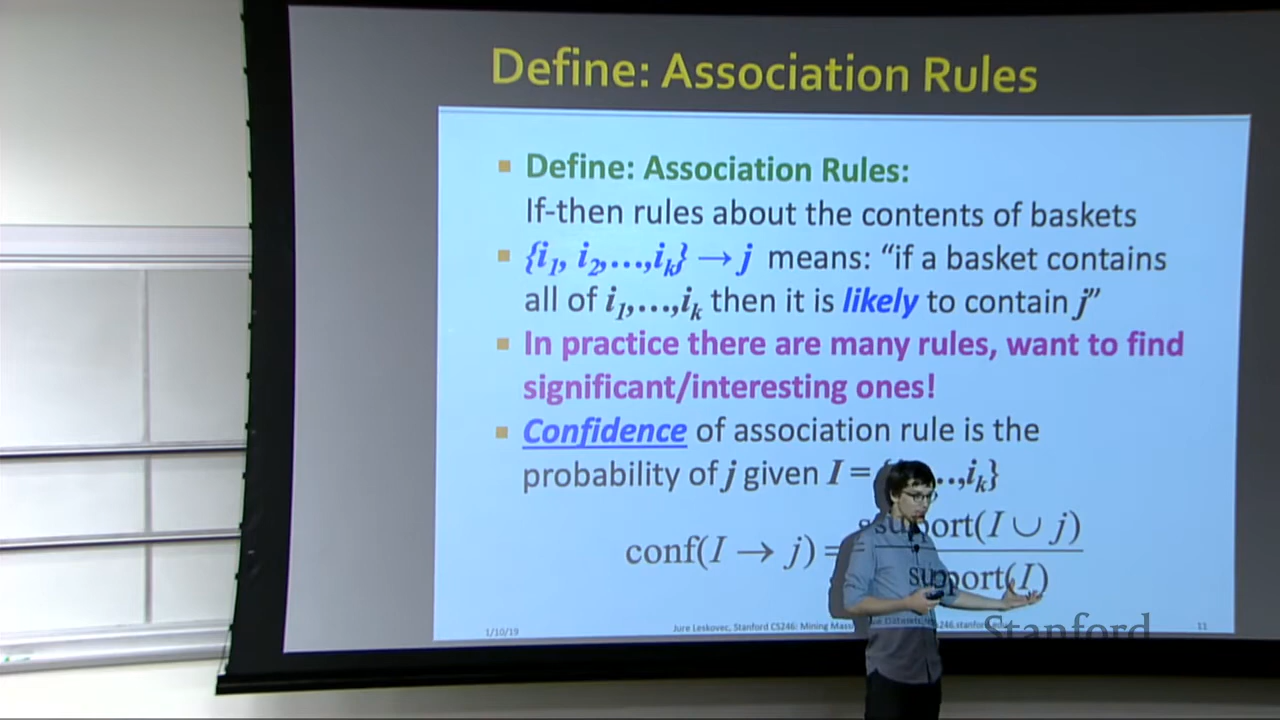 Define: Association Rules
Define: Association Rules:
If-then rules about the contents of baskets
{i1, i2,...,ik} → j means: “if a basket contains
all of i1,...,ik then it is likely to contain j”
In practice there are many rules, want to find
significant/interesting ones!
Confidence of association rule is the
probability of j given I = ...,ik}
support(I ∪ j)
conf(I → j) =
support(I)
1/10/19
Jure Leskovec, Stanford CS246: Mining
11
Stanford